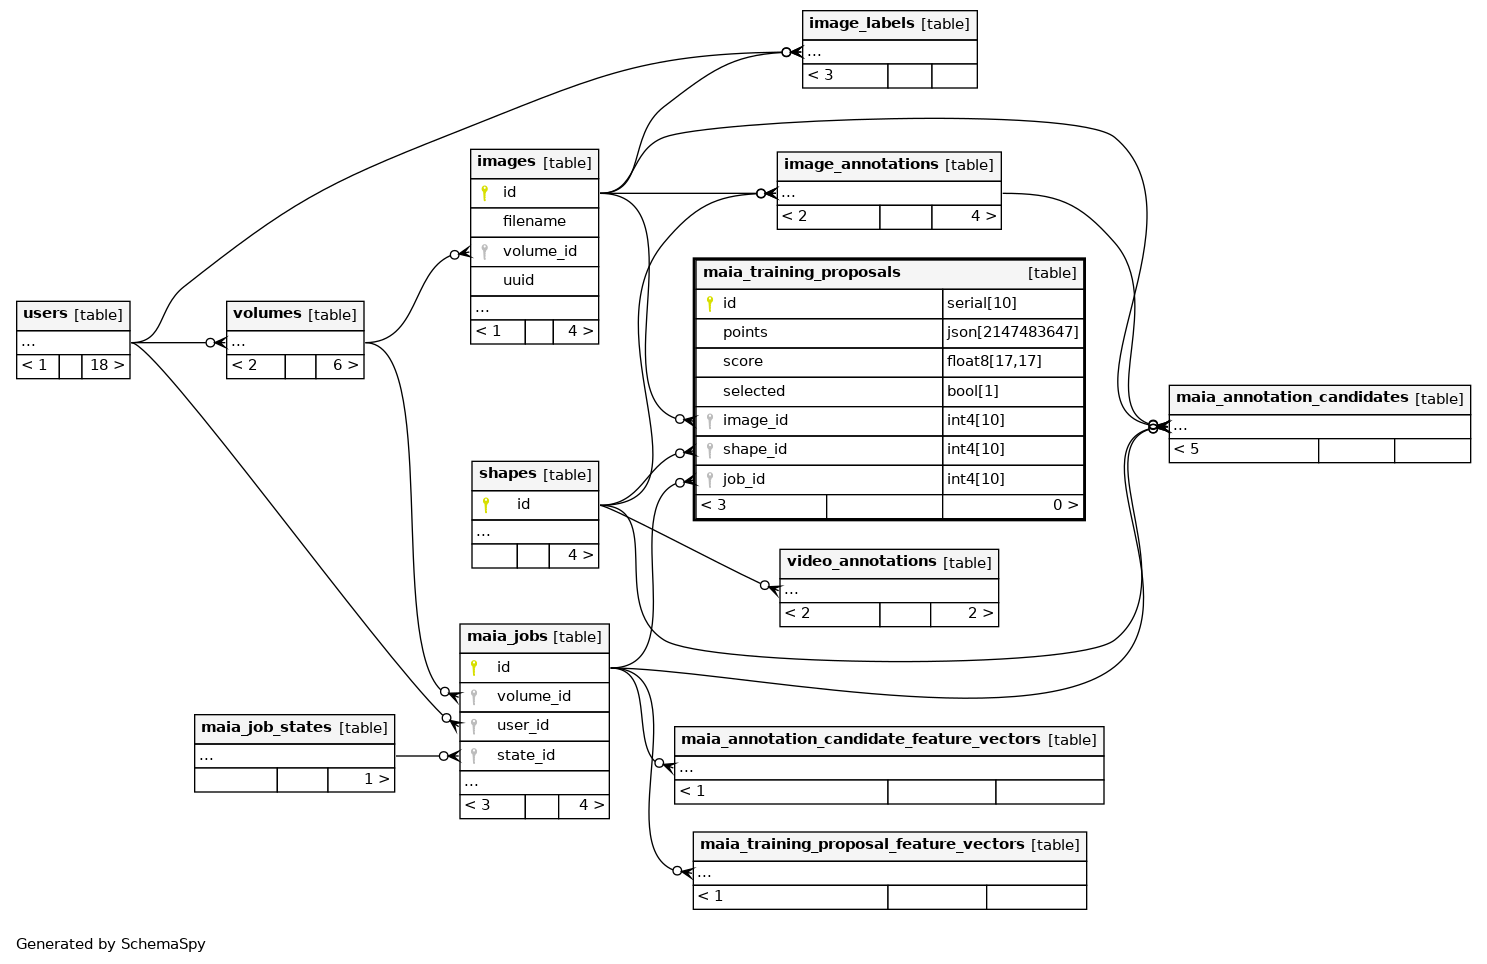 image_labels [table]
...
< 3
images [table]
id
filename
volume_id
uuid
...
< 1 4 >
image_annotations [table]
...
< 2 4 >
maia_training_proposals [table]
id serial[10]
points json[2147483647]
score float8[17,17]
selected bool[1]
image_id int4[10]
shape_id int4[10]
job_id int4[10]
< 3 0 >
users [table]
...
< 1 18 >
volumes [table]
...
< 2 6 >
maia_annotation_candidates [table]
...
< 5
shapes [table]
id
...
4 >
video_annotations [table]
...
< 2 2 >
maia_jobs [table]
id
volume_id
user_id
state_id
...
< 3 4 >
maia_job_states [table]
...
1 >
maia_annotation_candidate_feature_vectors [table]
...
< 1
maia_training_proposal_feature_vectors [table]
...
< 1
Generated by SchemaSpy